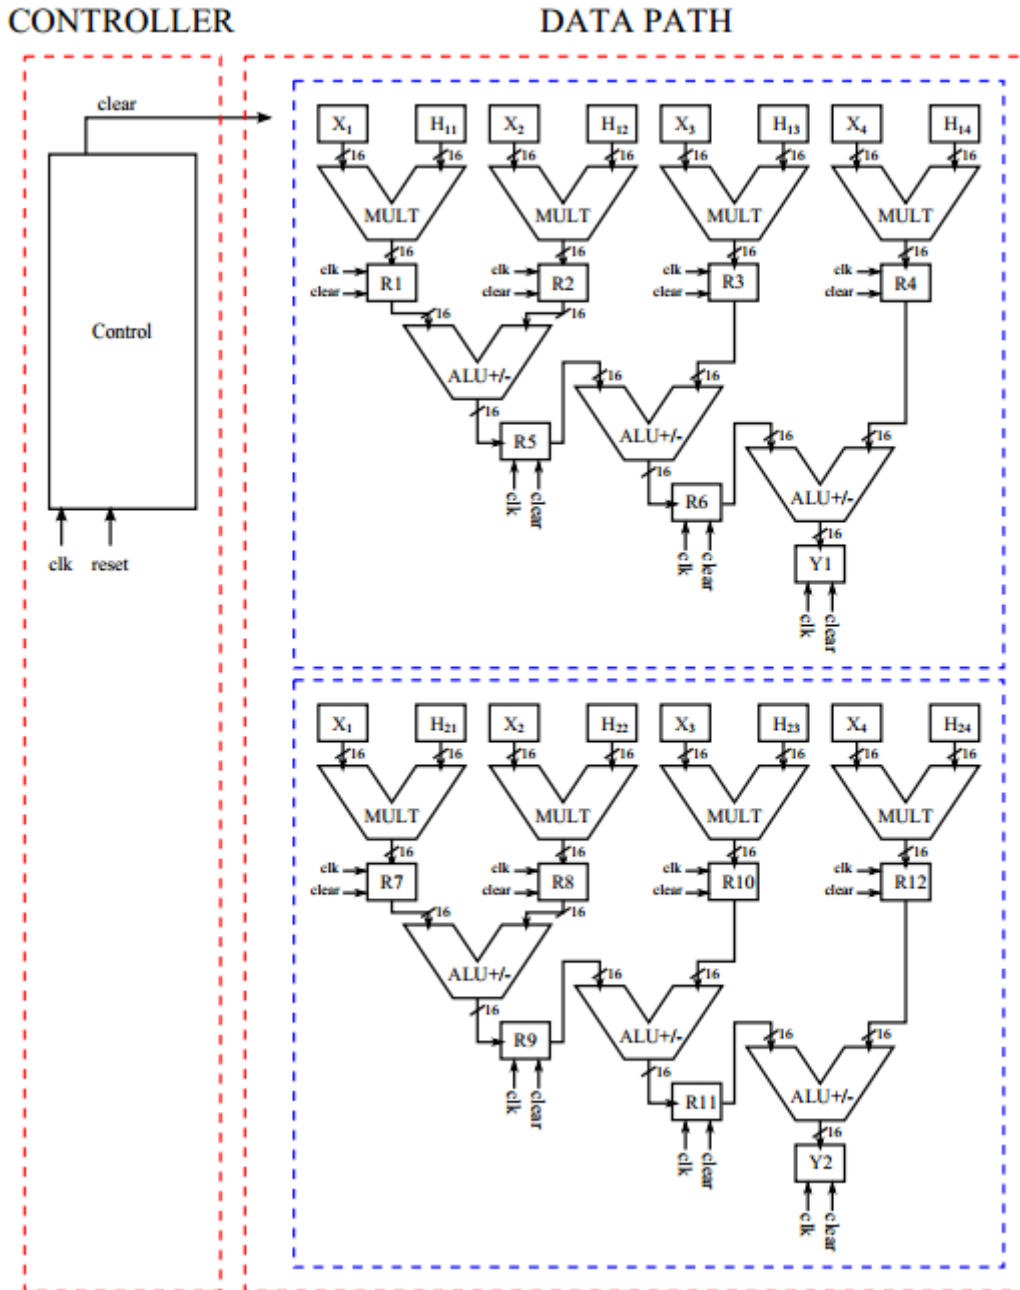 CONTROLLER DATA PATH
clear
X1 H11 X2 H12 X3 H13 X4 H14
16 16 16 16 16 16 16 16
MULT MULT MULT MULT
16 16 16 16
clk R1 clk R2 clk R3 clk R4
clear clear clear clear
16 16
Control
ALU+/-
16 16
16
R5
ALU+/-
16 16
clk clear
16
R6
ALU+/-
clk clear
16
Y1
clk clear
clk reset
X1 H21 X2 H22 X3 H23 X4 H24
16 16 16 16 16 16 16 16
MULT MULT MULT MULT
16 16 16 16
clk R7 clk R8 clk R10 clk R12
clear clear clear clear
16 16
ALU+/-
16 16
16
R9
ALU+/-
16 16
clk clear
16
R11
ALU+/-
clk clear
16
Y2
clk clear